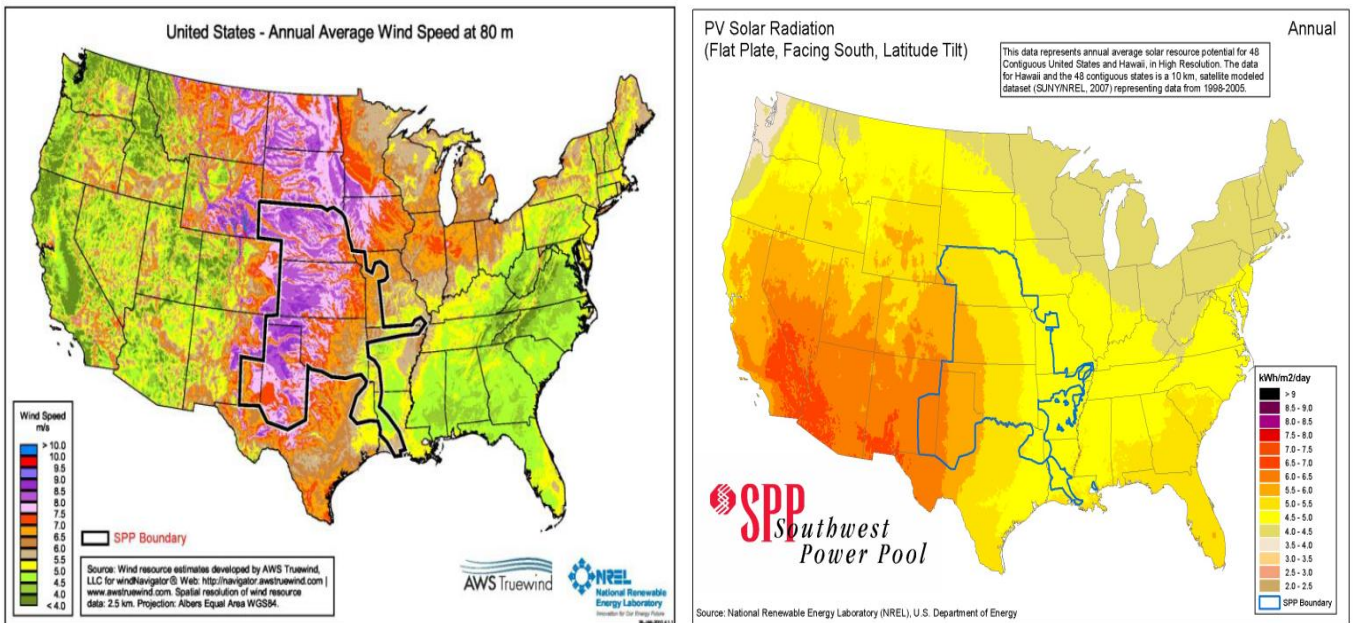 United States - Annual Average Wind Speed at 80 m
Wind Speed
m/s
> 10.0
10.0
9.5
9.0
8.5
8.0
7.5
7.0
6.5
6.0
5.5
5.0
4.5
4.0
< 4.0
SPP Boundary
Source: Wind resource estimates developed by AWS Truewind,
LLC for windNavigator® Web: http://navigator.awstruewind.com |
www.awstruewind.com. Spatial resolution of wind resource
data: 2.5 km. Projection: Albers Equal Area WGS84.
AWS Truewind
NREL
National Renewable
Energy Laboratory
Innovation for Our Energy Future
PV Solar Radiation
(Flat Plate, Facing South, Latitude Tilt)
Annual
This data represents annual average solar resource potential for 48
Contiguous United States and Hawaii, in High Resolution. The data
for Hawaii and the 48 contiguous states is a 10 km, satellite modeled
dataset (SUNY/NREL, 2007) representing data from 1998-2005.
kWh/m2/day
> 9
8.5 - 9.0
8.0 - 8.5
7.5 - 8.0
7.0 - 7.5
6.5 - 7.0
6.0 - 6.5
5.5 - 6.0
5.0 - 5.5
4.5 - 5.0
4.0 - 4.5
3.5 - 4.0
3.0 - 3.5
2.5 - 3.0
2.0 - 2.5
SPP Boundary
SPP
Southwest
Power Pool
Source: National Renewable Energy Laboratory (NREL), U.S. Department of Energy